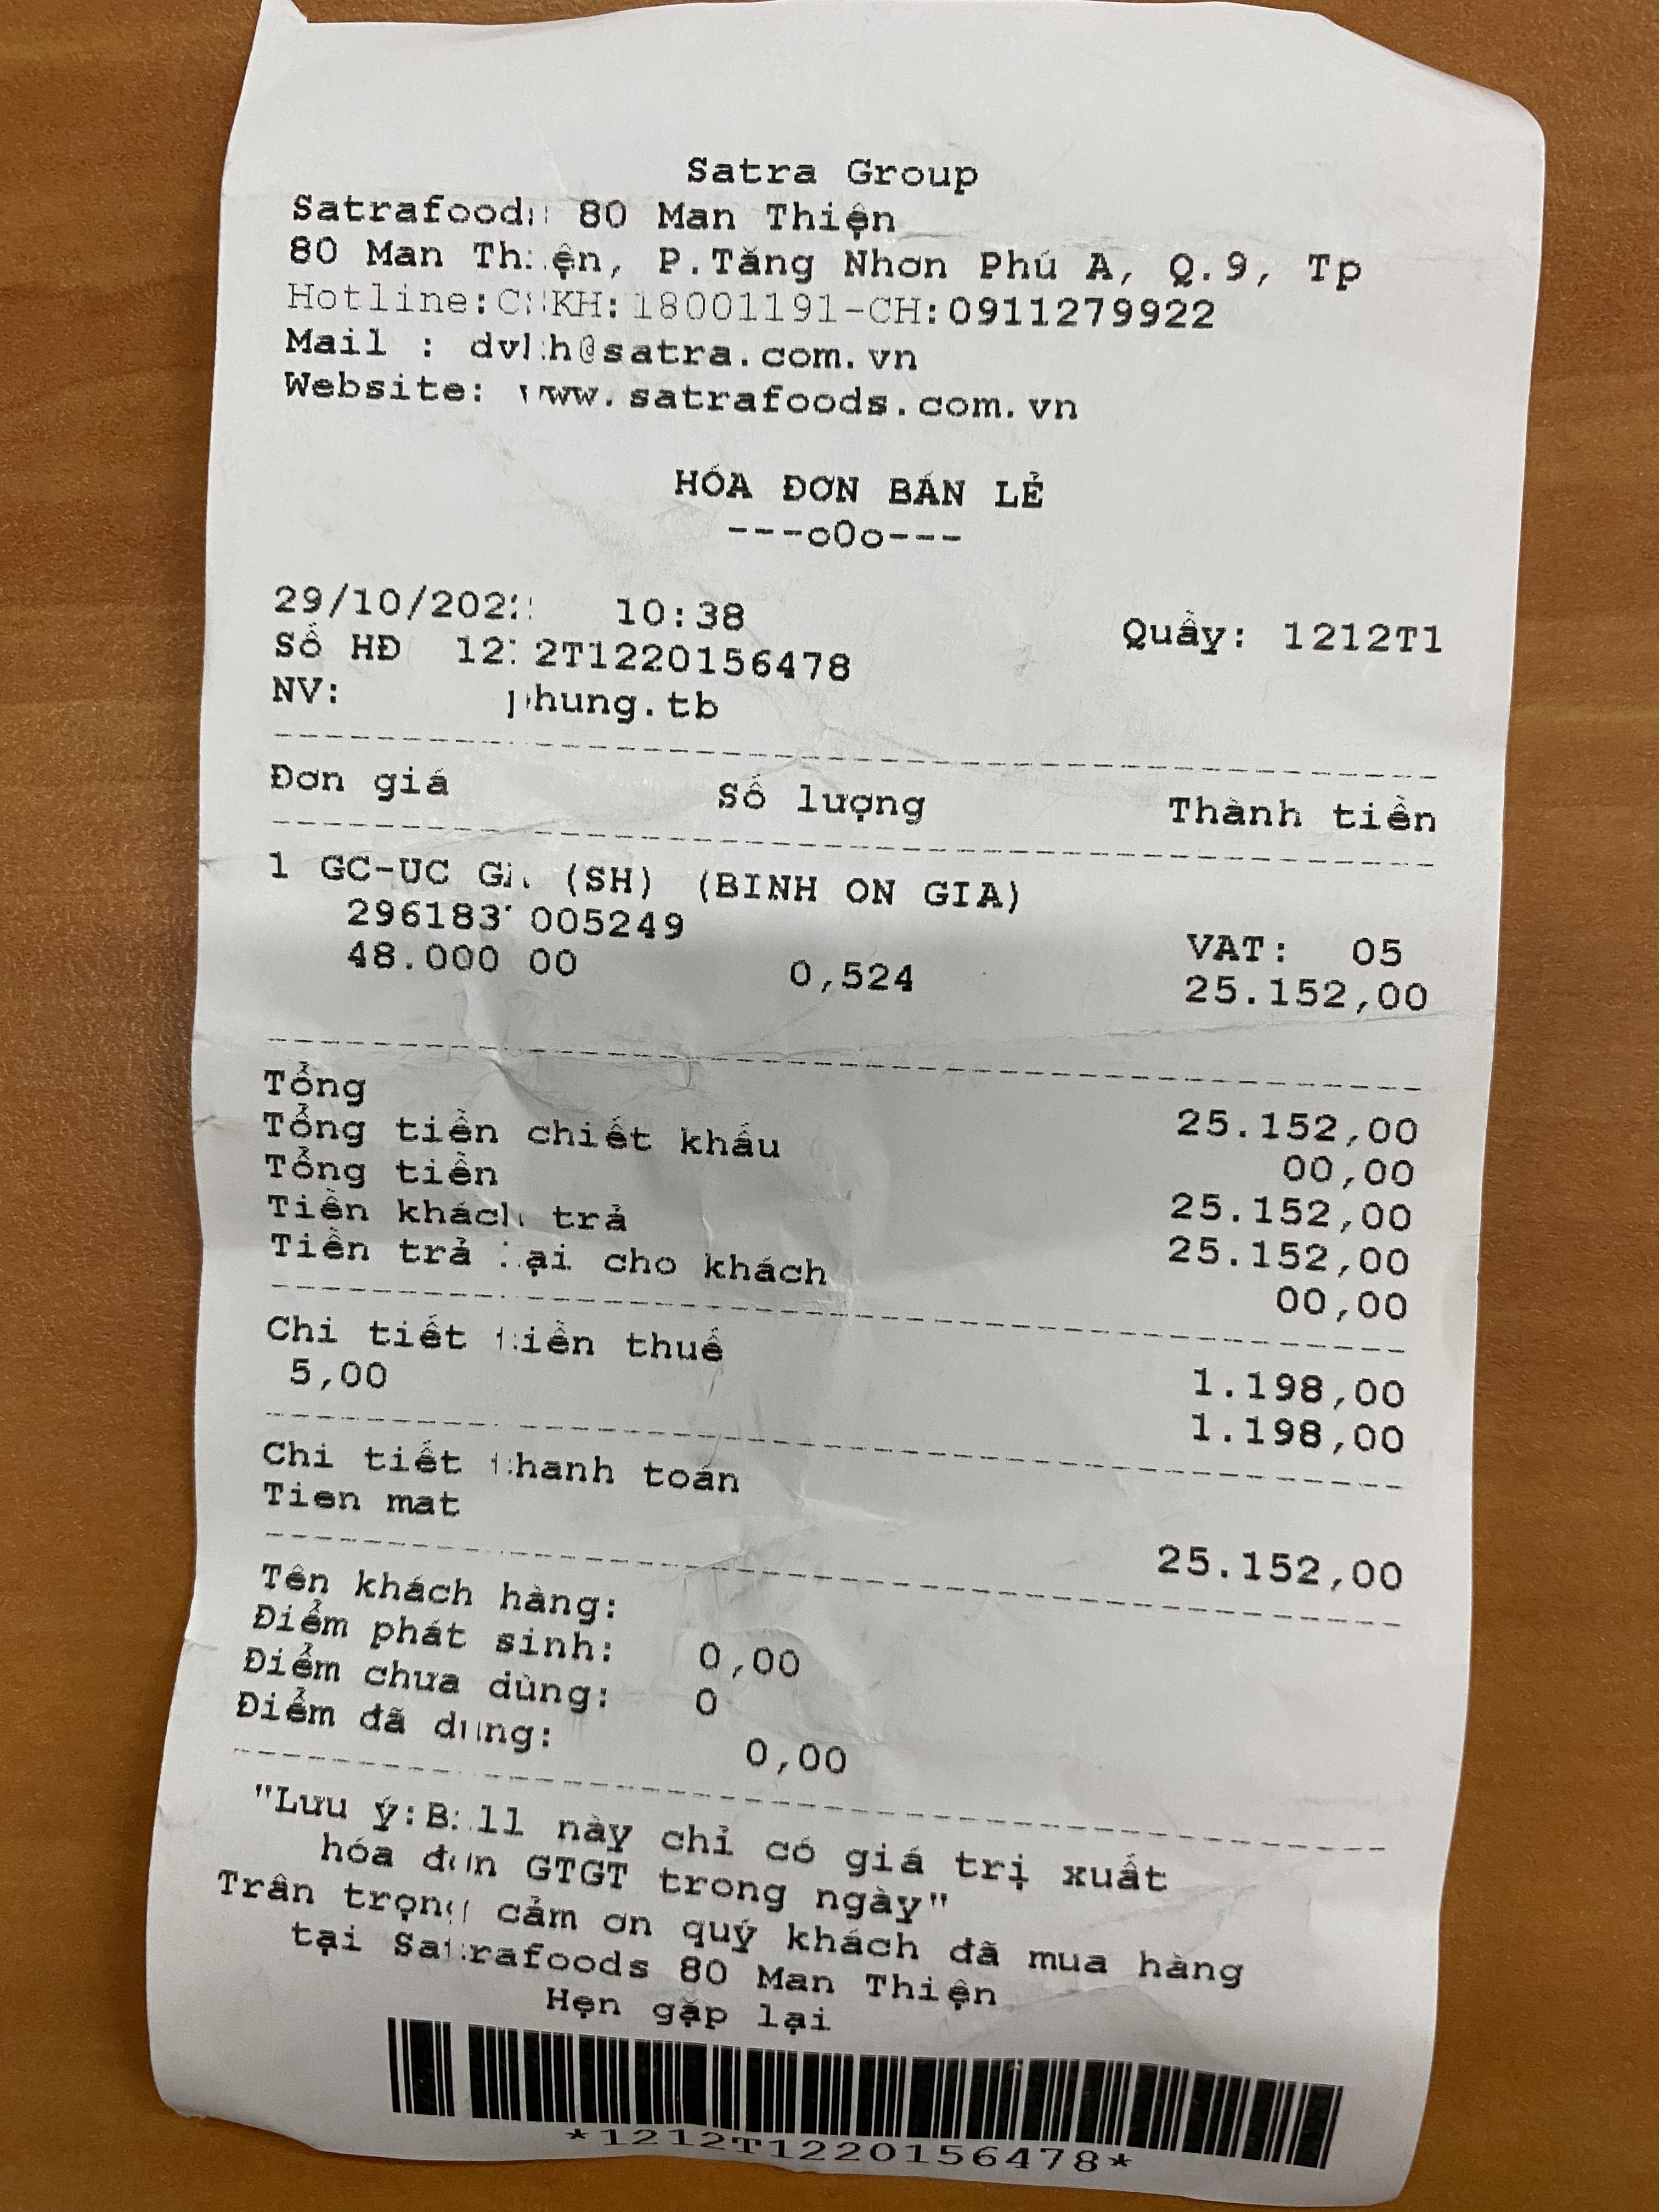 Satra Group
Satrafoods 80 Man Thiện
80 Man Thiện, P.Tăng Nhơn Phú A, Q.9, Tp
Hotline:CSKH:18001191-CH:0911279922
Mail : dvkh@satra.com.vn
Website: www.satrafoods.com.vn
HÓA ĐƠN BÁN LẺ
---oOo---
10:38
Quầy: 1212T1
Số HĐ 1212T1220156478
NV: phung.tb
Đơn giá Số lượng Thành tiền
1 GC-UC GA (SH) (BINH ON GIA)
VAT: 05
48.000,00 0,524 25.152,00
Tổng 25.152,00
Tổng tiền chiết khấu 00,00
Tổng tiền 25.152,00
Tiền khách trả 25.152,00
Tiền trả lại cho khách 00,00
Chi tiết tiền thuế 1.198,00
5,00 1.198,00
Chi tiết thanh toán
Tien mat 25.152,00
Tên khách hàng:
Điểm phát sinh: 0,00
Điểm chưa dùng: 0
Điểm đã dùng: 0,00
"Lưu ý:Bill này chỉ có giá trị xuất
hóa đơn GTGT trong ngày"
Trân trọng cảm ơn quý khách đã mua hàng
tại Satrafoods 80 Man Thiện
Hẹn gặp lại
*1212T1220156478*